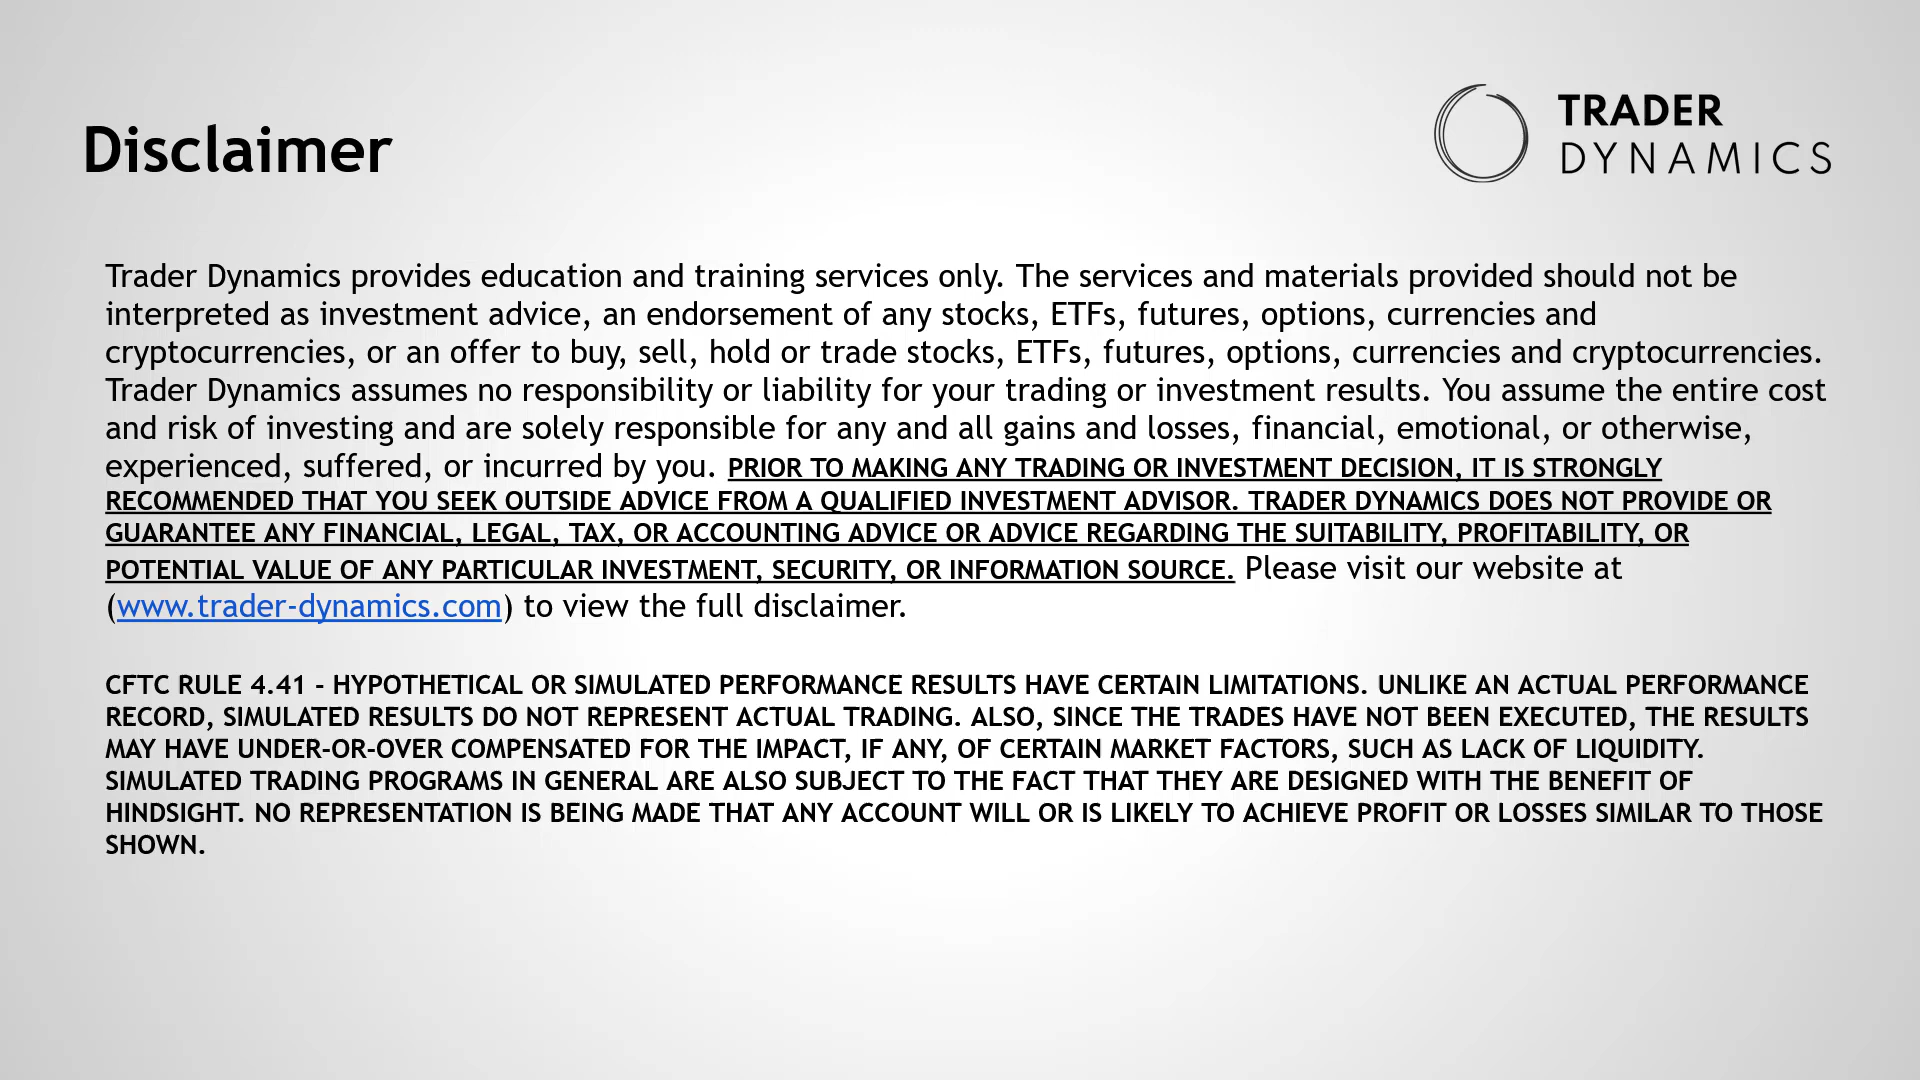 Disclaimer
TRADER
DYNAMICS
Trader Dynamics provides education and training services only. The services and materials provided should not be
interpreted as investment advice, an endorsement of any stocks, ETFs, futures, options, currencies and
cryptocurrencies, or an offer to buy, sell, hold or trade stocks, ETFs, futures, options, currencies and cryptocurrencies.
Trader Dynamics assumes no responsibility or liability for your trading or investment results. You assume the entire cost
and risk of investing and are solely responsible for any and all gains and losses, financial, emotional, or otherwise,
experienced, suffered, or incurred by you. PRIOR TO MAKING ANY TRADING OR INVESTMENT DECISION, IT IS STRONGLY
RECOMMENDED THAT YOU SEEK OUTSIDE ADVICE FROM A QUALIFIED INVESTMENT ADVISOR. TRADER DYNAMICS DOES NOT PROVIDE OR
GUARANTEE ANY FINANCIAL, LEGAL, TAX, OR ACCOUNTING ADVICE OR ADVICE REGARDING THE SUITABILITY, PROFITABILITY, OR
POTENTIAL VALUE OF ANY PARTICULAR INVESTMENT, SECURITY, OR INFORMATION SOURCE. Please visit our website at
(www.trader-dynamics.com) to view the full disclaimer.
CFTC RULE 4.41 - HYPOTHETICAL OR SIMULATED PERFORMANCE RESULTS HAVE CERTAIN LIMITATIONS. UNLIKE AN ACTUAL PERFORMANCE
RECORD, SIMULATED RESULTS DO NOT REPRESENT ACTUAL TRADING. ALSO, SINCE THE TRADES HAVE NOT BEEN EXECUTED, THE RESULTS
MAY HAVE UNDER-OR-OVER COMPENSATED FOR THE IMPACT, IF ANY, OF CERTAIN MARKET FACTORS, SUCH AS LACK OF LIQUIDITY.
SIMULATED TRADING PROGRAMS IN GENERAL ARE ALSO SUBJECT TO THE FACT THAT THEY ARE DESIGNED WITH THE BENEFIT OF
HINDSIGHT. NO REPRESENTATION IS BEING MADE THAT ANY ACCOUNT WILL OR IS LIKELY TO ACHIEVE PROFIT OR LOSSES SIMILAR TO THOSE
SHOWN.